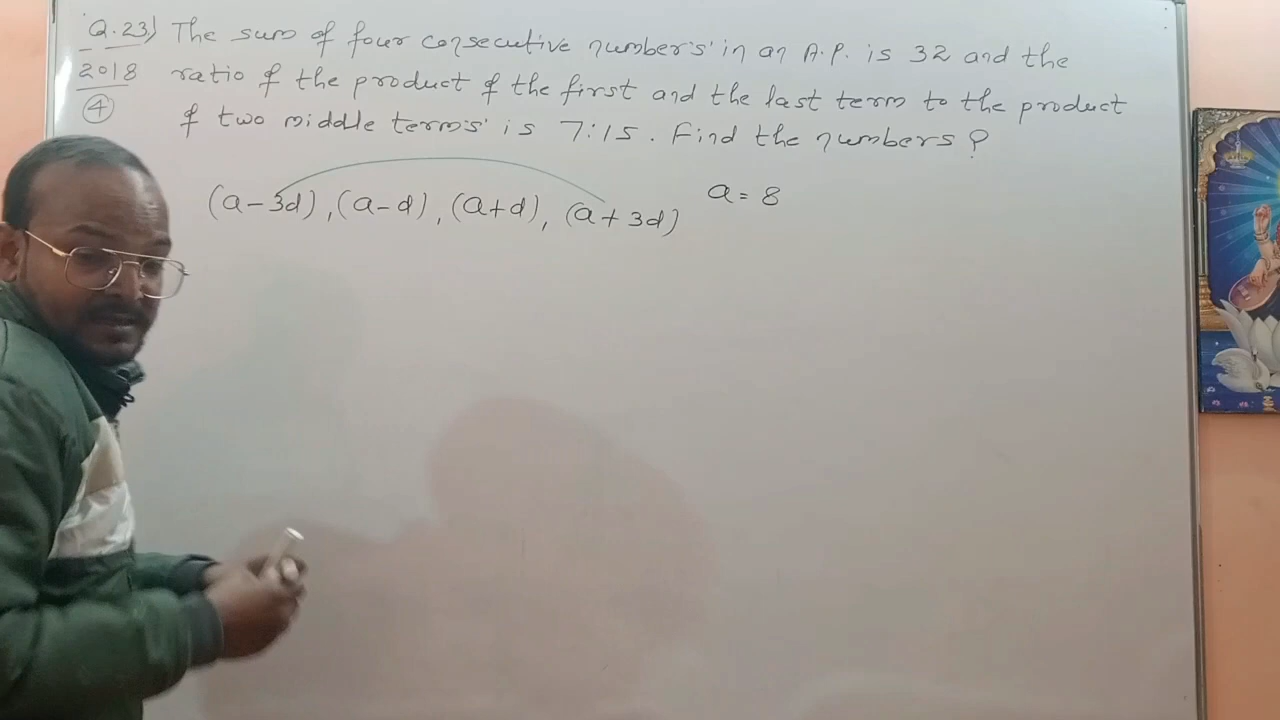 Q.23) The sum of four consecutive number's' in an A.P. is 32 and the
2018 ratio of the product of the first and the last term to the product
④ of two middle term's' is 7:15. Find the numbers?
(a-3d), (a-d), (a+d), (a+3d) a = 8